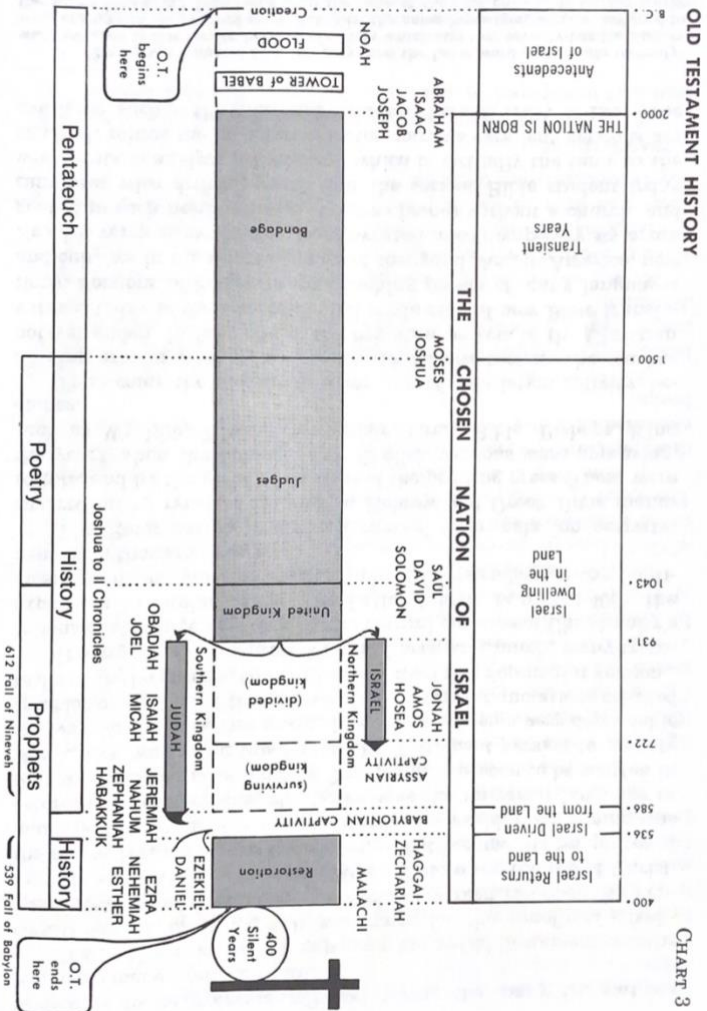 OLD TESTAMENT HISTORY
CHART 3
B.C.
2000
1500
1043
931
722
586
536
400
Antecedents
of Israel
Transient
Years
Israel
Dwelling
in the
Land
Israel Driven
from the Land
Israel Returns
to the Land
THE NATION IS BORN
THE CHOSEN NATION OF ISRAEL
NOAH
ABRAHAM
ISAAC
JACOB
JOSEPH
MOSES
JOSHUA
SAUL
DAVID
SOLOMON
JONAH
AMOS
HOSEA
HAGGAI
ZECHARIAH
MALACHI
ISRAEL
Northern Kingdom
ASSYRIAN
CAPTIVITY
Creation
FLOOD
TOWER of BABEL
Bondage
Judges
United Kingdom
(divided
kingdom)
(surviving
kingdom)
BABYLONIAN CAPTIVITY
Restoration
400
Silent
Years
Southern Kingdom
JUDAH
O.T.
begins
here
OBADIAH
JOEL
ISAIAH
MICAH
JEREMIAH
NAHUM
ZEPHANIAH
HABAKKUK
EZEKIEL
DANIEL
EZRA
NEHEMIAH
ESTHER
O.T.
ends
here
Joshua to II Chronicles
Pentateuch
History
History
Poetry
Prophets
612 Fall of Nineveh
539 Fall of Babylon